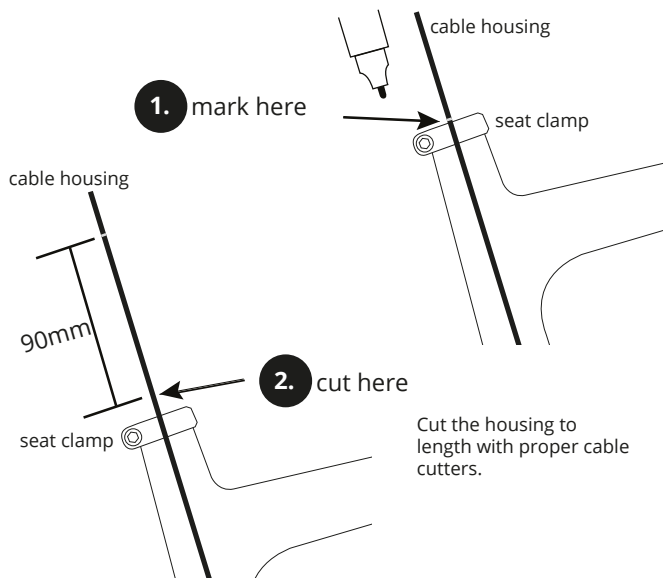 cable housing
1. mark here
seat clamp
cable housing
90mm
2. cut here
seat clamp
Cut the housing to
length with proper cable
cutters.